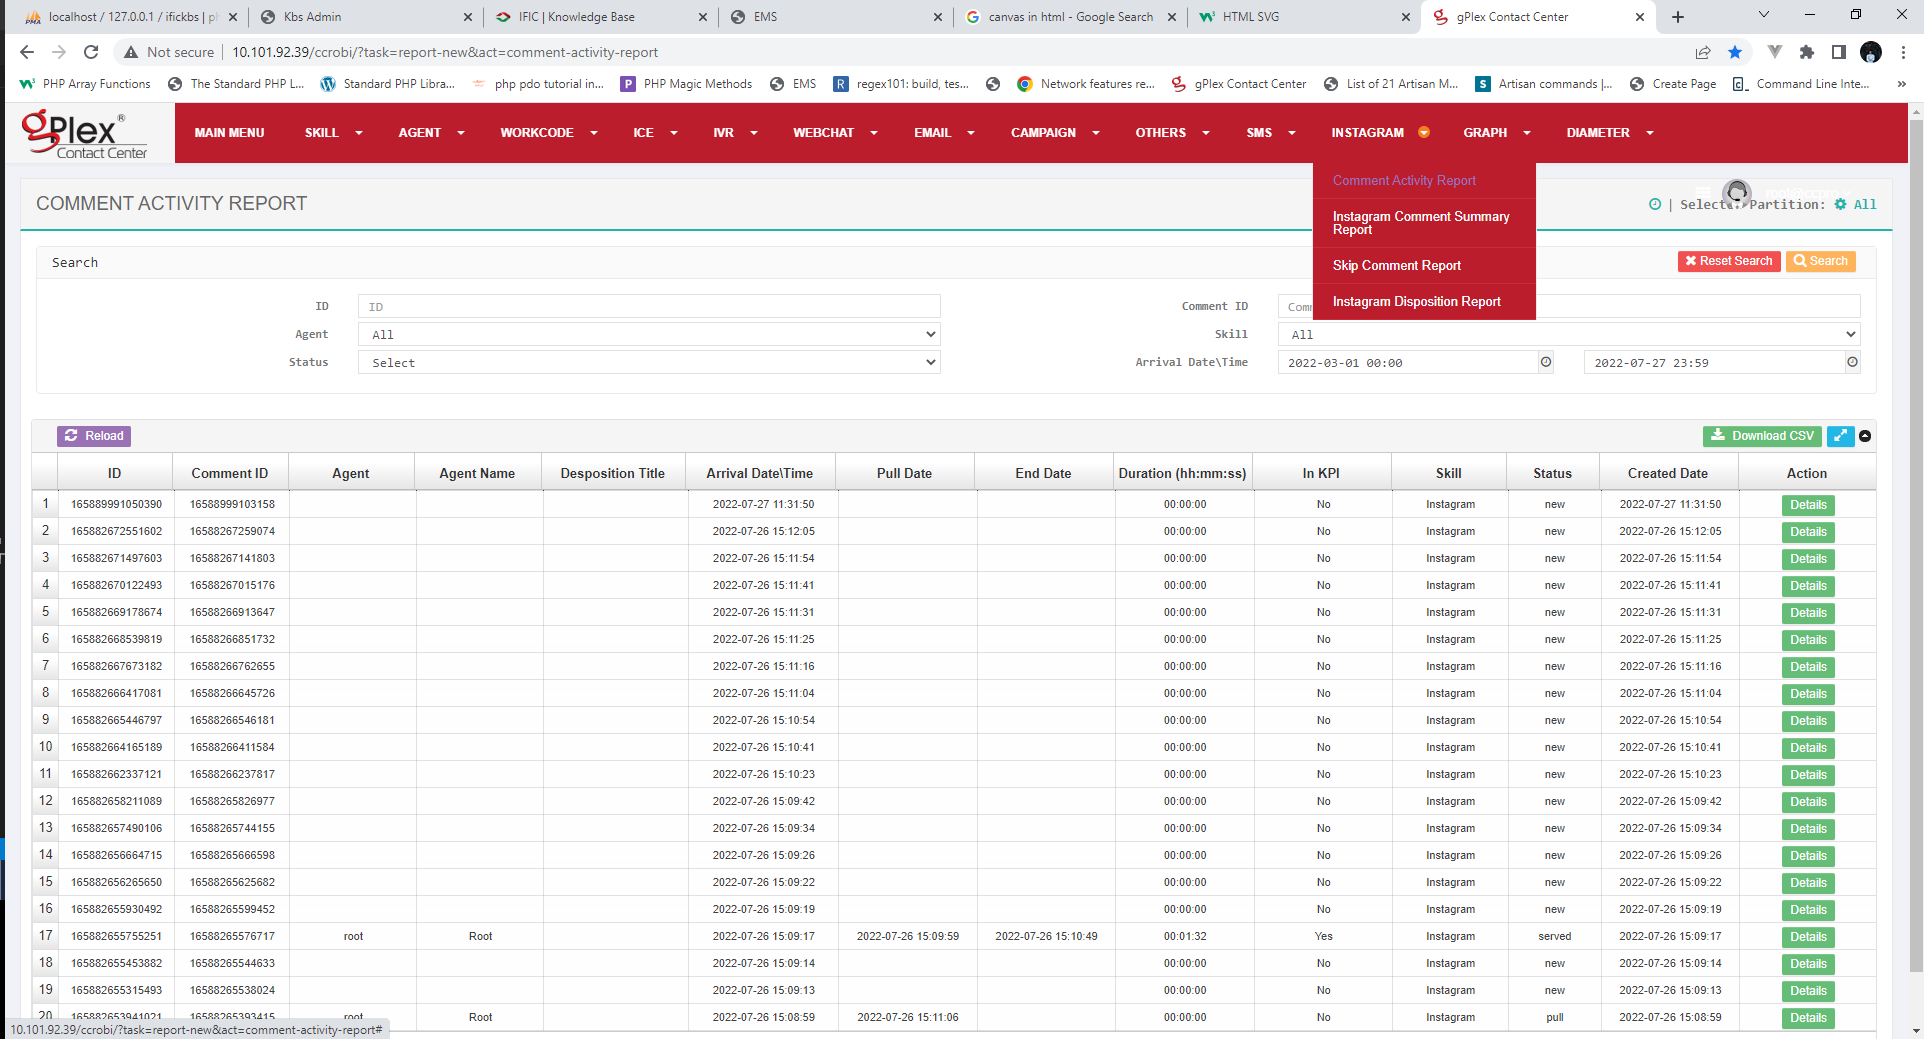 localhost / 127.0.0.1 / ifickbs | ph
Kbs Admin
IFIC | Knowledge Base
EMS
canvas in html - Google Search
HTML SVG
gPlex Contact Center
Not secure | 10.101.92.39/ccrobi/?task=report-new&act=comment-activity-report
PHP Array Functions The Standard PHP L... Standard PHP Libra... php pdo tutorial in... PHP Magic Methods EMS regex101: build, tes... Network features re... gPlex Contact Center List of 21 Artisan M... Artisan commands |... Create Page Command Line Inte... »
gPlex®
Contact Center
MAIN MENU SKILL AGENT WORKCODE ICE IVR WEBCHAT EMAIL CAMPAIGN OTHERS SMS INSTAGRAM GRAPH DIAMETER
Comment Activity Report
Instagram Comment Summary
Report
Skip Comment Report
Instagram Disposition Report
COMMENT ACTIVITY REPORT
| Selecte Partition: All
Search
Reset Search Search
ID ID Comment ID Com
Agent All Skill All
Status Select Arrival Date\Time 2022-03-01 00:00 2022-07-27 23:59
Reload Download CSV
ID Comment ID Agent Agent Name Desposition Title Arrival Date\Time Pull Date End Date Duration (hh:mm:ss) In KPI Skill Status Created Date Action
1 165889991050390 16588999103158 2022-07-27 11:31:50 00:00:00 No Instagram new 2022-07-27 11:31:50 Details
2 165882672551602 16588267259074 2022-07-26 15:12:05 00:00:00 No Instagram new 2022-07-26 15:12:05 Details
3 165882671497603 16588267141803 2022-07-26 15:11:54 00:00:00 No Instagram new 2022-07-26 15:11:54 Details
4 165882670122493 16588267015176 2022-07-26 15:11:41 00:00:00 No Instagram new 2022-07-26 15:11:41 Details
5 165882669178674 16588266913647 2022-07-26 15:11:31 00:00:00 No Instagram new 2022-07-26 15:11:31 Details
6 165882668539819 16588266851732 2022-07-26 15:11:25 00:00:00 No Instagram new 2022-07-26 15:11:25 Details
7 165882667673182 16588266762655 2022-07-26 15:11:16 00:00:00 No Instagram new 2022-07-26 15:11:16 Details
8 165882666417081 16588266645726 2022-07-26 15:11:04 00:00:00 No Instagram new 2022-07-26 15:11:04 Details
9 165882665446797 16588266546181 2022-07-26 15:10:54 00:00:00 No Instagram new 2022-07-26 15:10:54 Details
10 165882664165189 16588266411584 2022-07-26 15:10:41 00:00:00 No Instagram new 2022-07-26 15:10:41 Details
11 165882662337121 16588266237817 2022-07-26 15:10:23 00:00:00 No Instagram new 2022-07-26 15:10:23 Details
12 165882658211089 16588265826977 2022-07-26 15:09:42 00:00:00 No Instagram new 2022-07-26 15:09:42 Details
13 165882657490106 16588265744155 2022-07-26 15:09:34 00:00:00 No Instagram new 2022-07-26 15:09:34 Details
14 165882656664715 16588265666598 2022-07-26 15:09:26 00:00:00 No Instagram new 2022-07-26 15:09:26 Details
15 165882656265650 16588265625682 2022-07-26 15:09:22 00:00:00 No Instagram new 2022-07-26 15:09:22 Details
16 165882655930492 16588265599452 2022-07-26 15:09:19 00:00:00 No Instagram new 2022-07-26 15:09:19 Details
17 165882655755251 16588265576717 root Root 2022-07-26 15:09:17 2022-07-26 15:09:59 2022-07-26 15:10:49 00:01:32 Yes Instagram served 2022-07-26 15:09:17 Details
18 165882655453882 16588265544633 2022-07-26 15:09:14 00:00:00 No Instagram new 2022-07-26 15:09:14 Details
19 165882655315493 16588265538024 2022-07-26 15:09:13 00:00:00 No Instagram new 2022-07-26 15:09:13 Details
20 165882653941021 16588265393415 root Root 2022-07-26 15:08:59 2022-07-26 15:11:06 00:00:00 No Instagram pull 2022-07-26 15:08:59 Details
10.101.92.39/ccrobi/?task=report-new&act=comment-activity-report#